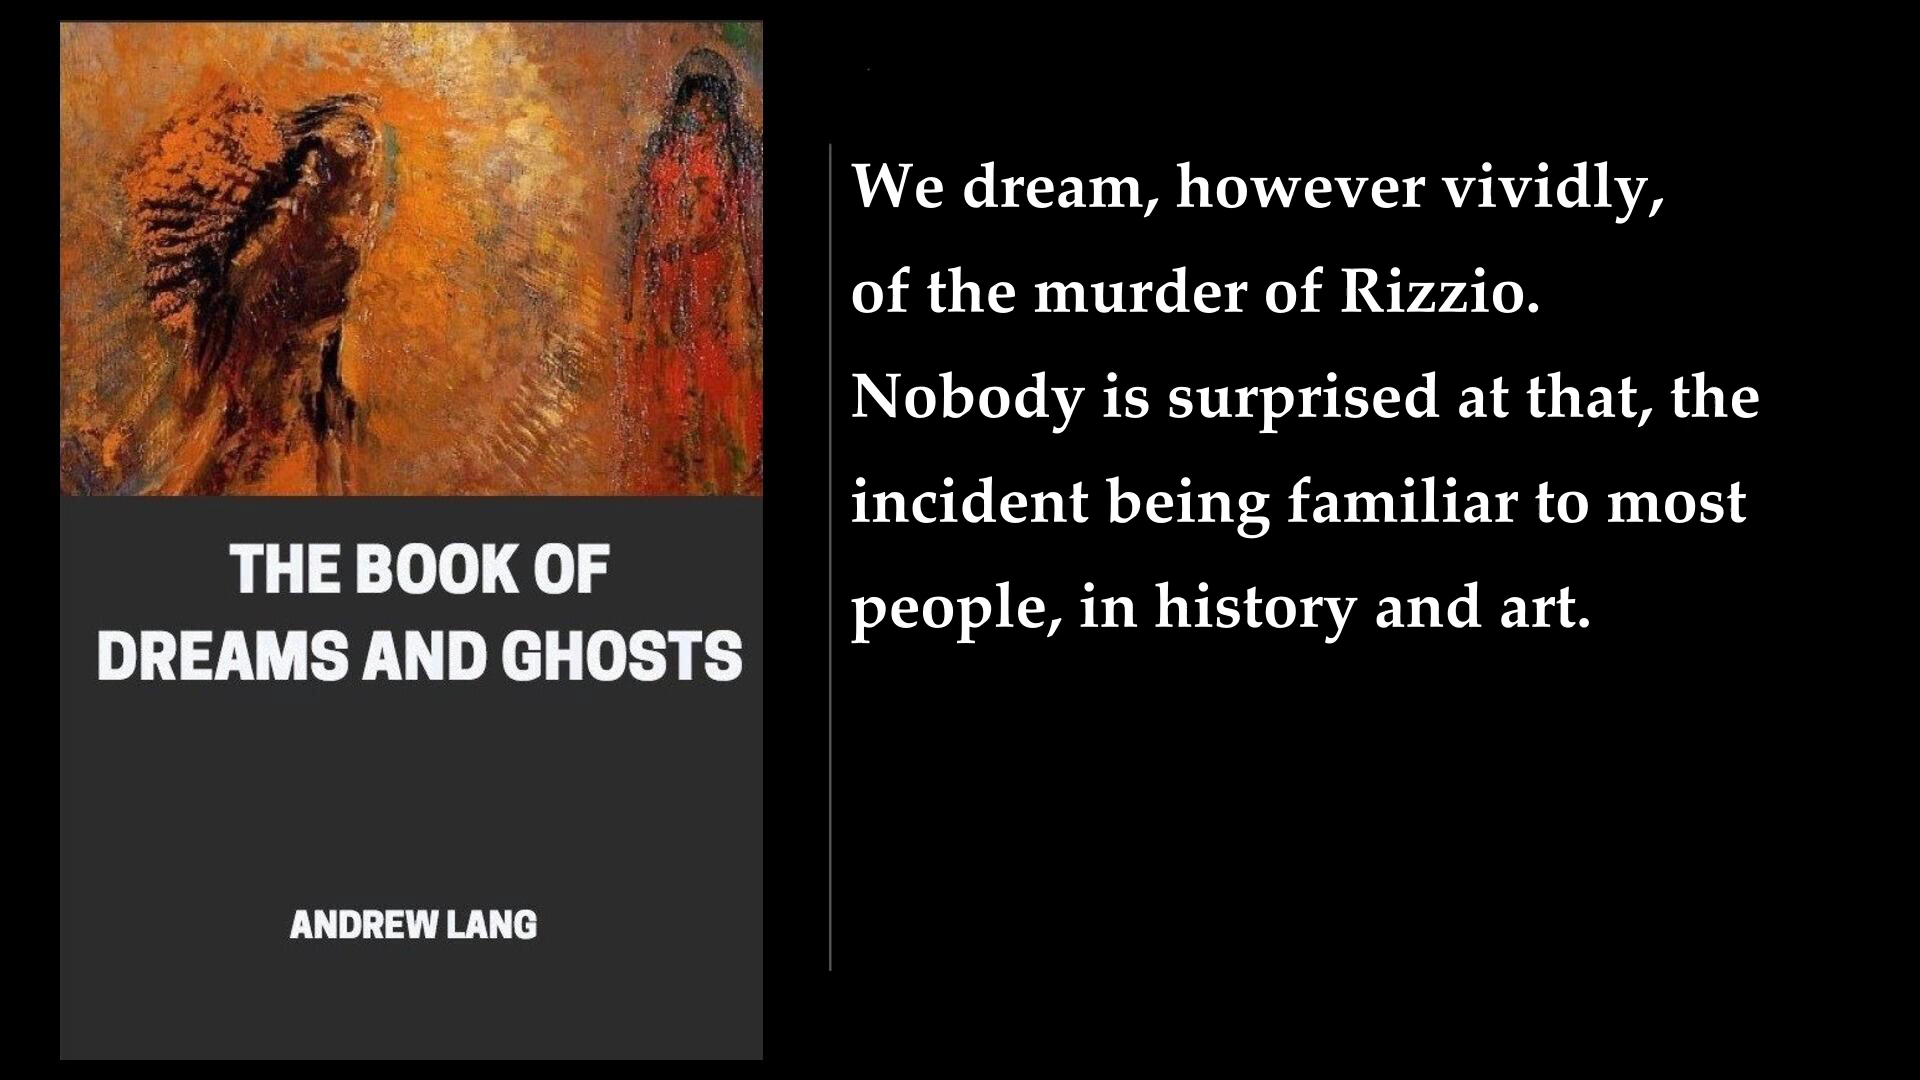 THE BOOK OF
DREAMS AND GHOSTS
ANDREW LANG
We dream, however vividly,
of the murder of Rizzio.
Nobody is surprised at that, the
incident being familiar to most
people, in history and art.